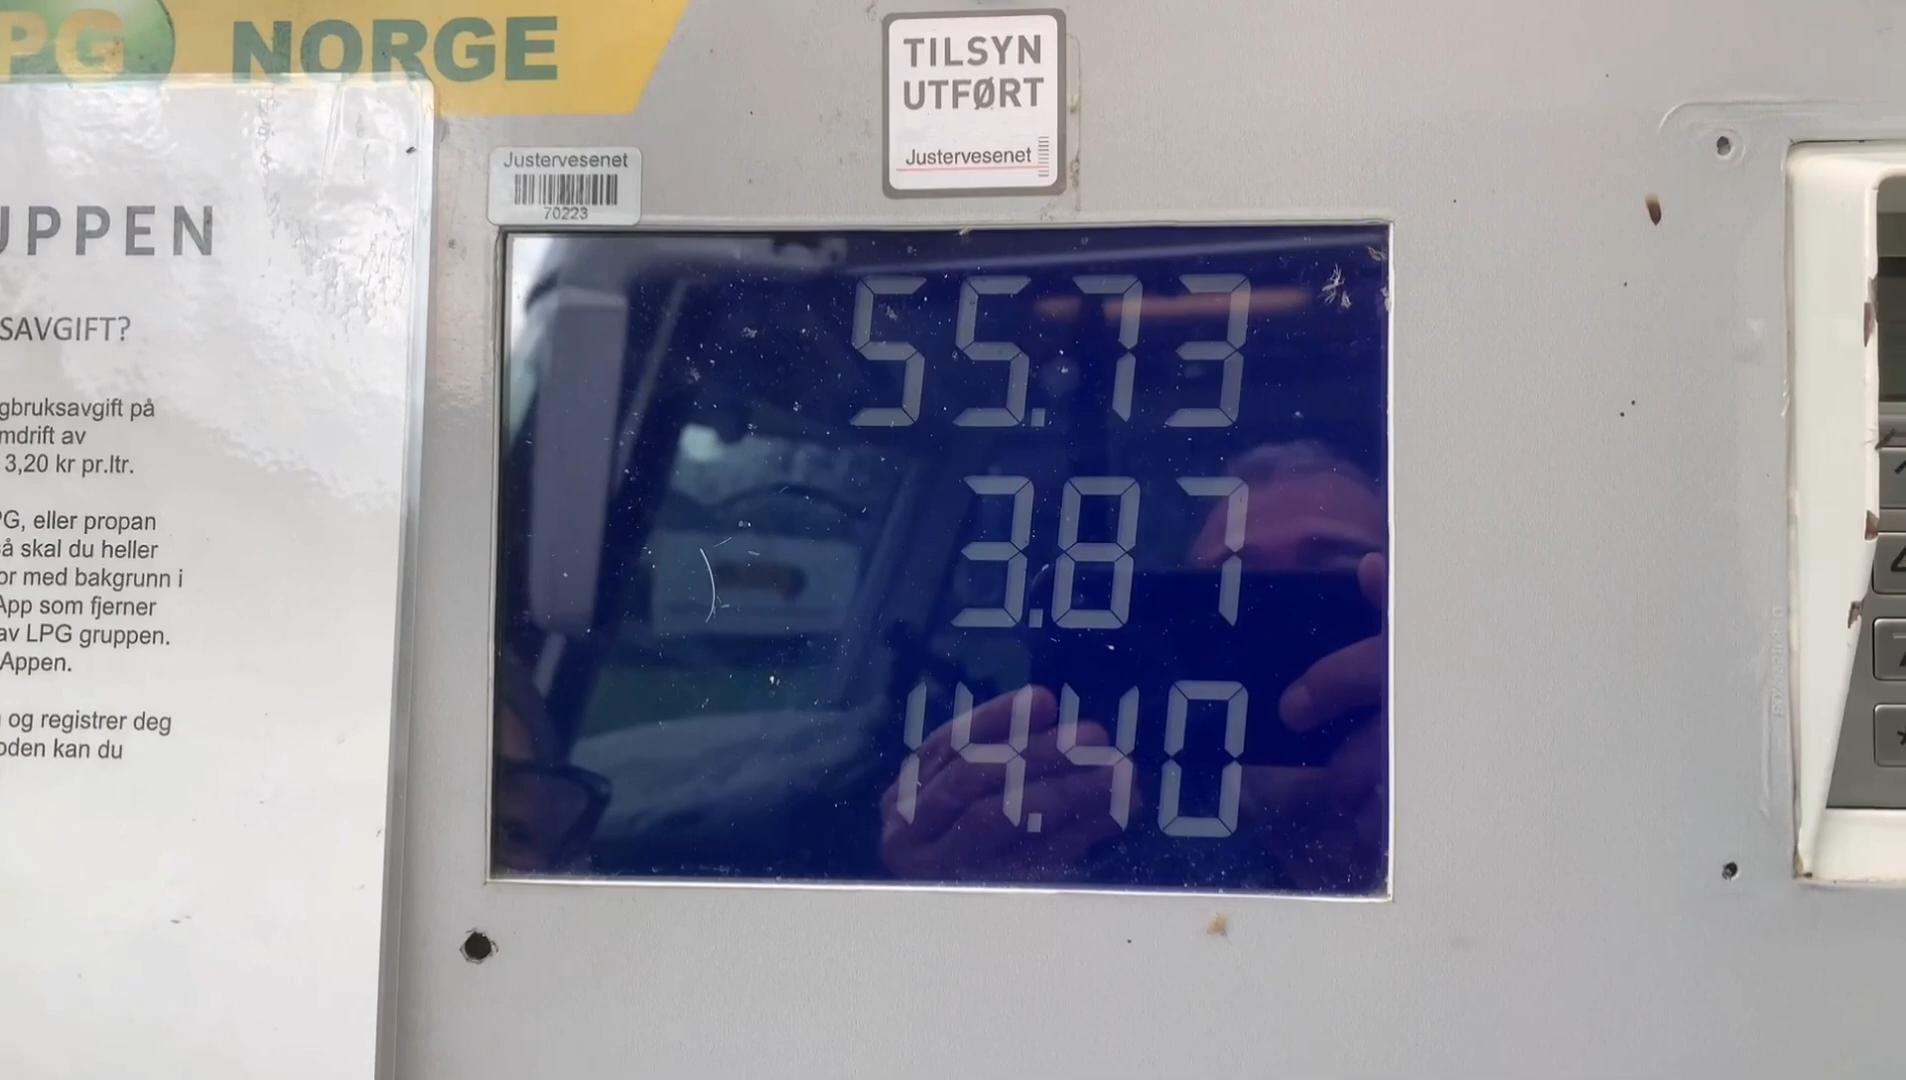 PG NORGE
TILSYN
UTFØRT
Justervesenet
Justervesenet
70223
UPPEN
SAVGIFT?
gbruksavgift på
mdrift av
3,20 kr pr.ltr.
PG, eller propan
å skal du heller
or med bakgrunn i
App som fjerner
av LPG gruppen.
Appen.
og registrer deg
oden kan du
55.73
3.87
14.40